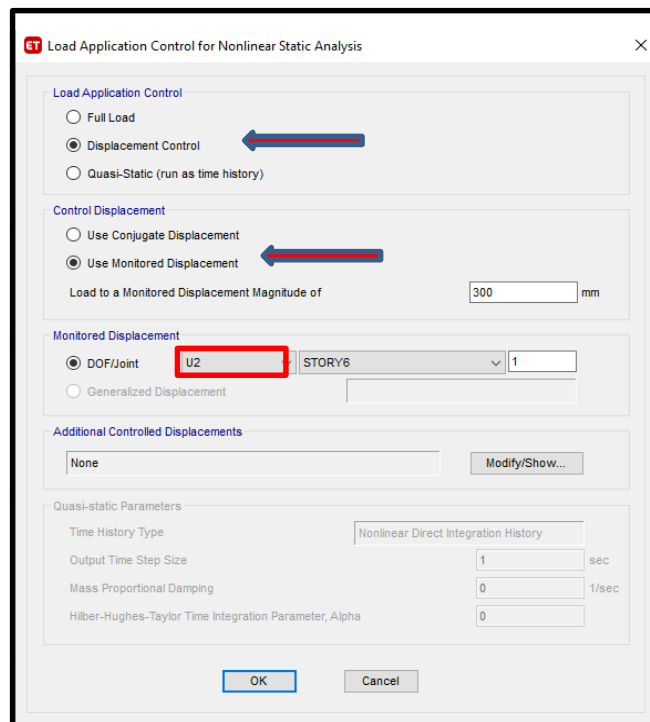 ET Load Application Control for Nonlinear Static Analysis
Load Application Control
Full Load
Displacement Control
Quasi-Static (run as time history)
Control Displacement
Use Conjugate Displacement
Use Monitored Displacement
Load to a Monitored Displacement Magnitude of 300 mm
Monitored Displacement
DOF/Joint U2 STORY6 1
Generalized Displacement
Additional Controlled Displacements
None Modify/Show...
Quasi-static Parameters
Time History Type Nonlinear Direct Integration History
Output Time Step Size 1 sec
Mass Proportional Damping 0 1/sec
Hilber-Hughes-Taylor Time Integration Parameter, Alpha 0
OK Cancel